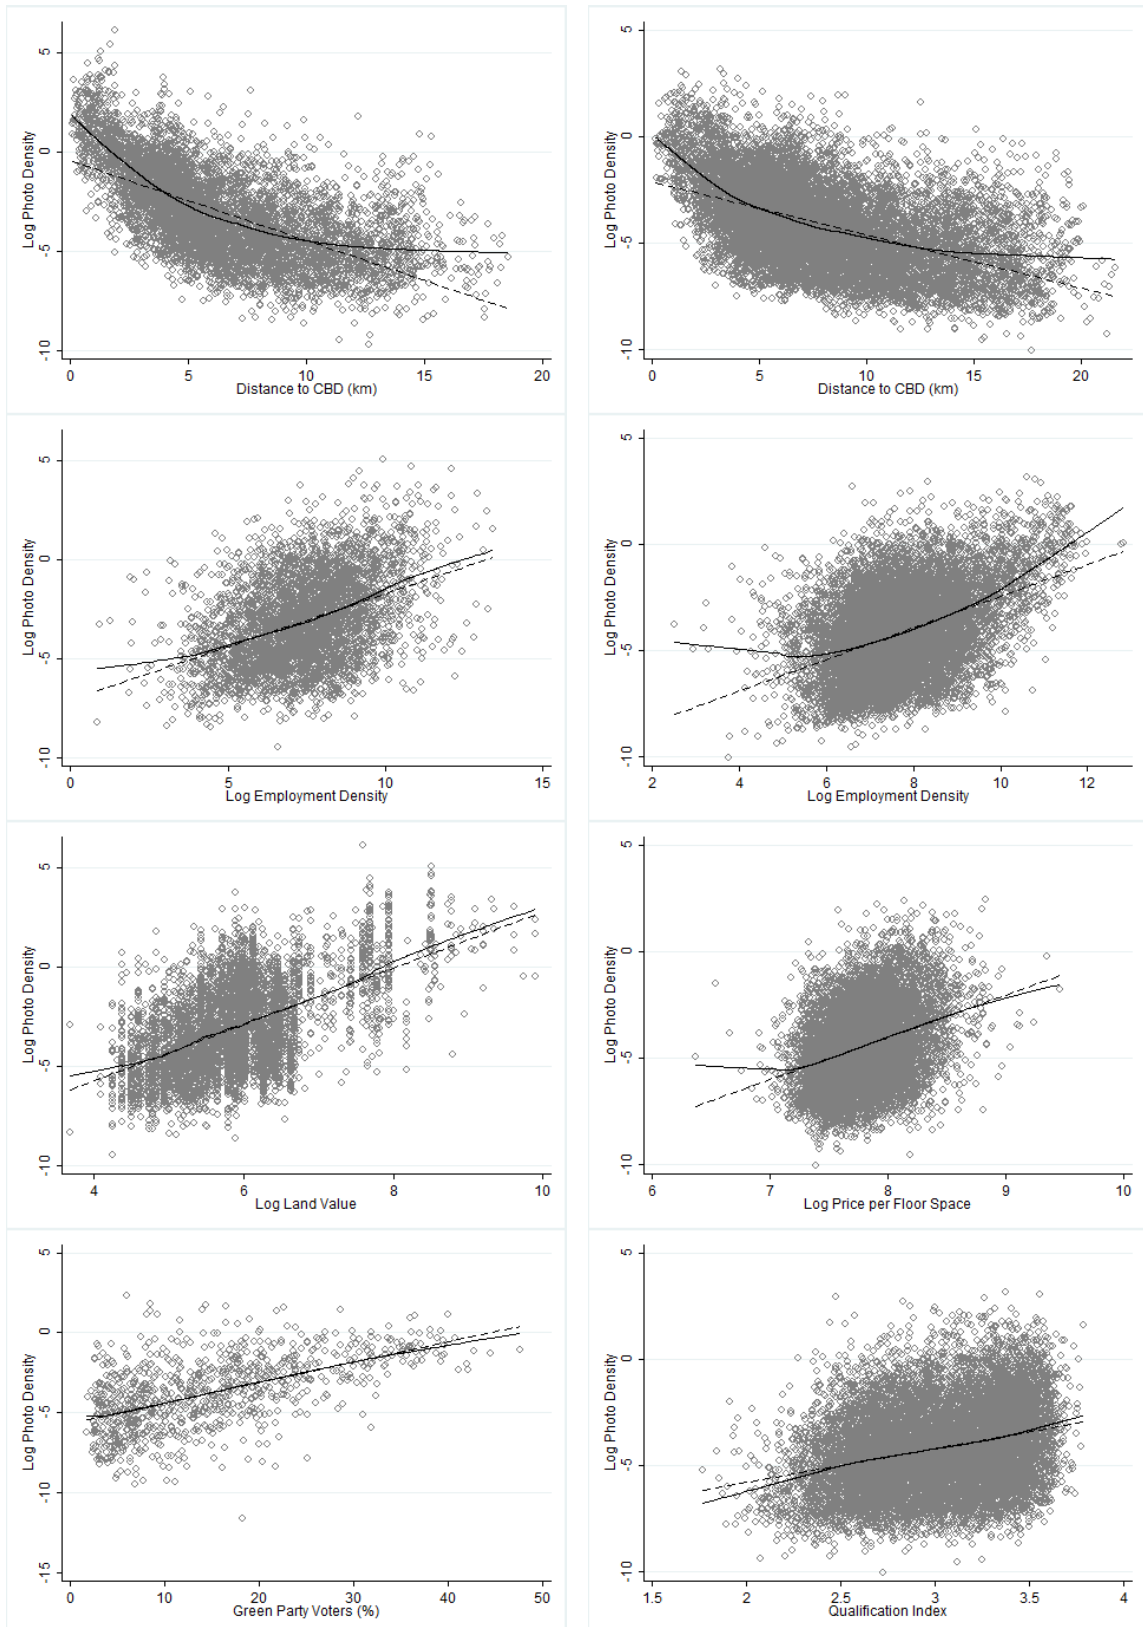 Log Photo Density
5
0
-5
-10
0 5 10 15 20
Distance to CBD (km)
Log Photo Density
5
0
-5
-10
0 5 10 15 20
Distance to CBD (km)
Log Photo Density
5
0
-5
-10
0 5 10 15
Log Employment Density
Log Photo Density
5
0
-5
-10
2 4 6 8 10 12
Log Employment Density
Log Photo Density
5
0
-5
-10
4 6 8 10
Log Land Value
Log Photo Density
5
0
-5
-10
6 7 8 9 10
Log Price per Floor Space
Log Photo Density
5
0
-5
-10
-15
0 10 20 30 40 50
Green Party Voters (%)
Log Photo Density
5
0
-5
-10
1.5 2 2.5 3 3.5 4
Qualification Index